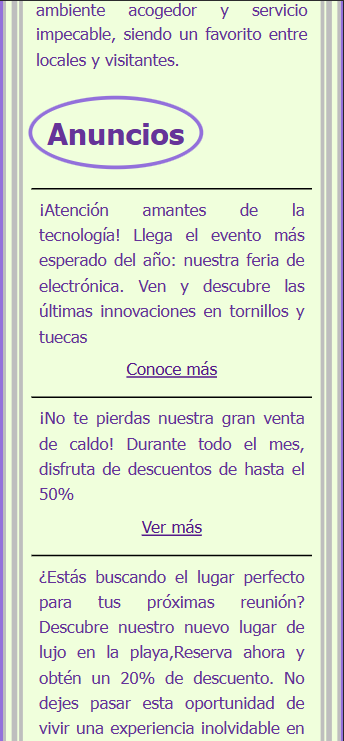 ambiente acogedor y servicio
impecable, siendo un favorito entre
locales y visitantes.
Anuncios
¡Atención amantes de la
tecnología! Llega el evento más
esperado del año: nuestra feria de
electrónica. Ven y descubre las
últimas innovaciones en tornillos y
tuecas
Conoce más
¡No te pierdas nuestra gran venta
de caldo! Durante todo el mes,
disfruta de descuentos de hasta el
50%
Ver más
¿Estás buscando el lugar perfecto
para tus próximas reunión?
Descubre nuestro nuevo lugar de
lujo en la playa,Reserva ahora y
obtén un 20% de descuento. No
dejes pasar esta oportunidad de
vivir una experiencia inolvidable en